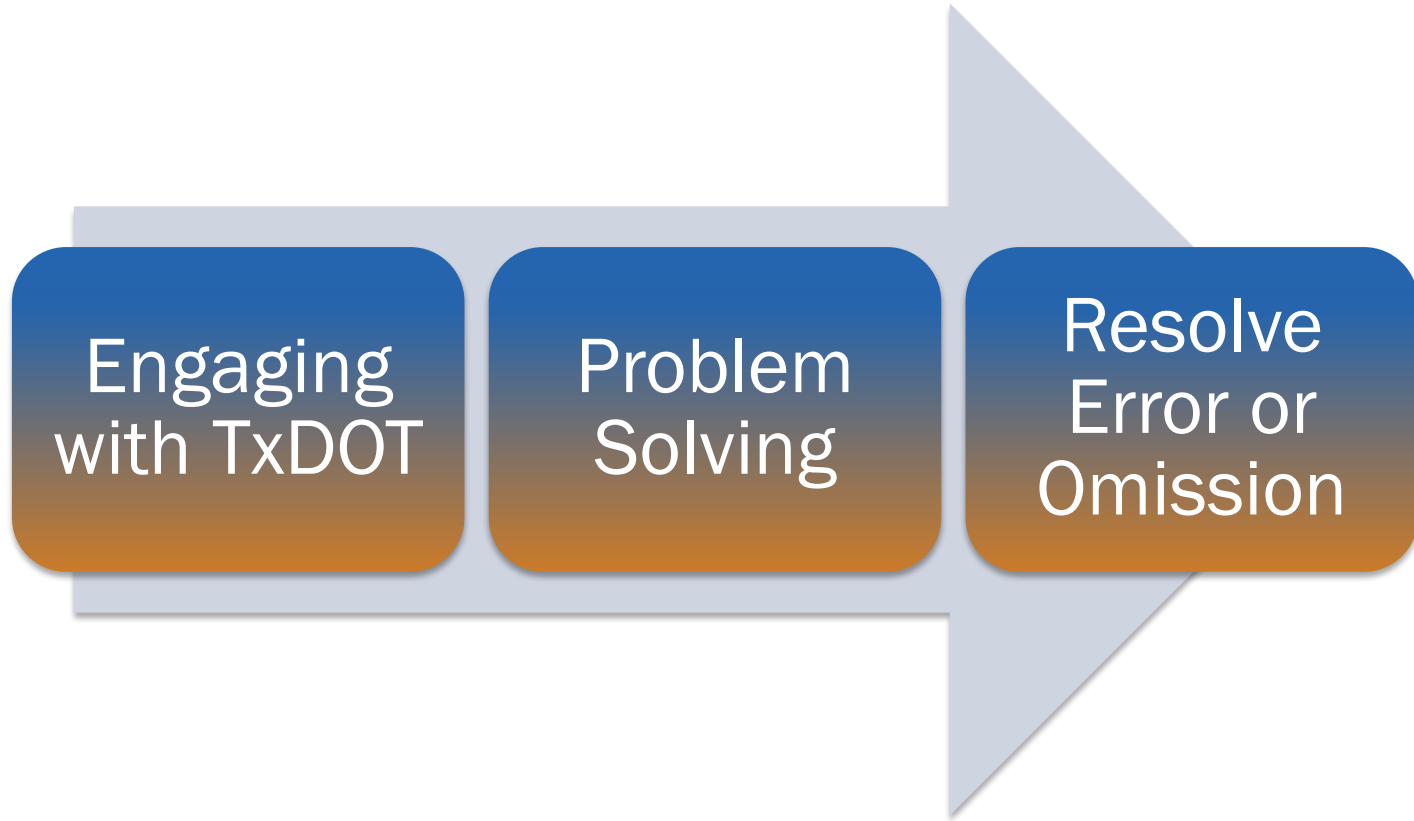 Engaging
with TxDOT
Problem
Solving
Resolve
Error or
Omission